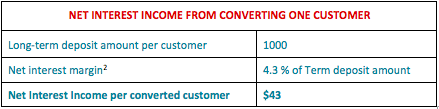 NET INTEREST INCOME FROM CONVERTING ONE CUSTOMER
Long-term deposit amount per customer 1000
Net interest margin² 4.3 % of Term deposit amount
Net Interest Income per converted customer $43